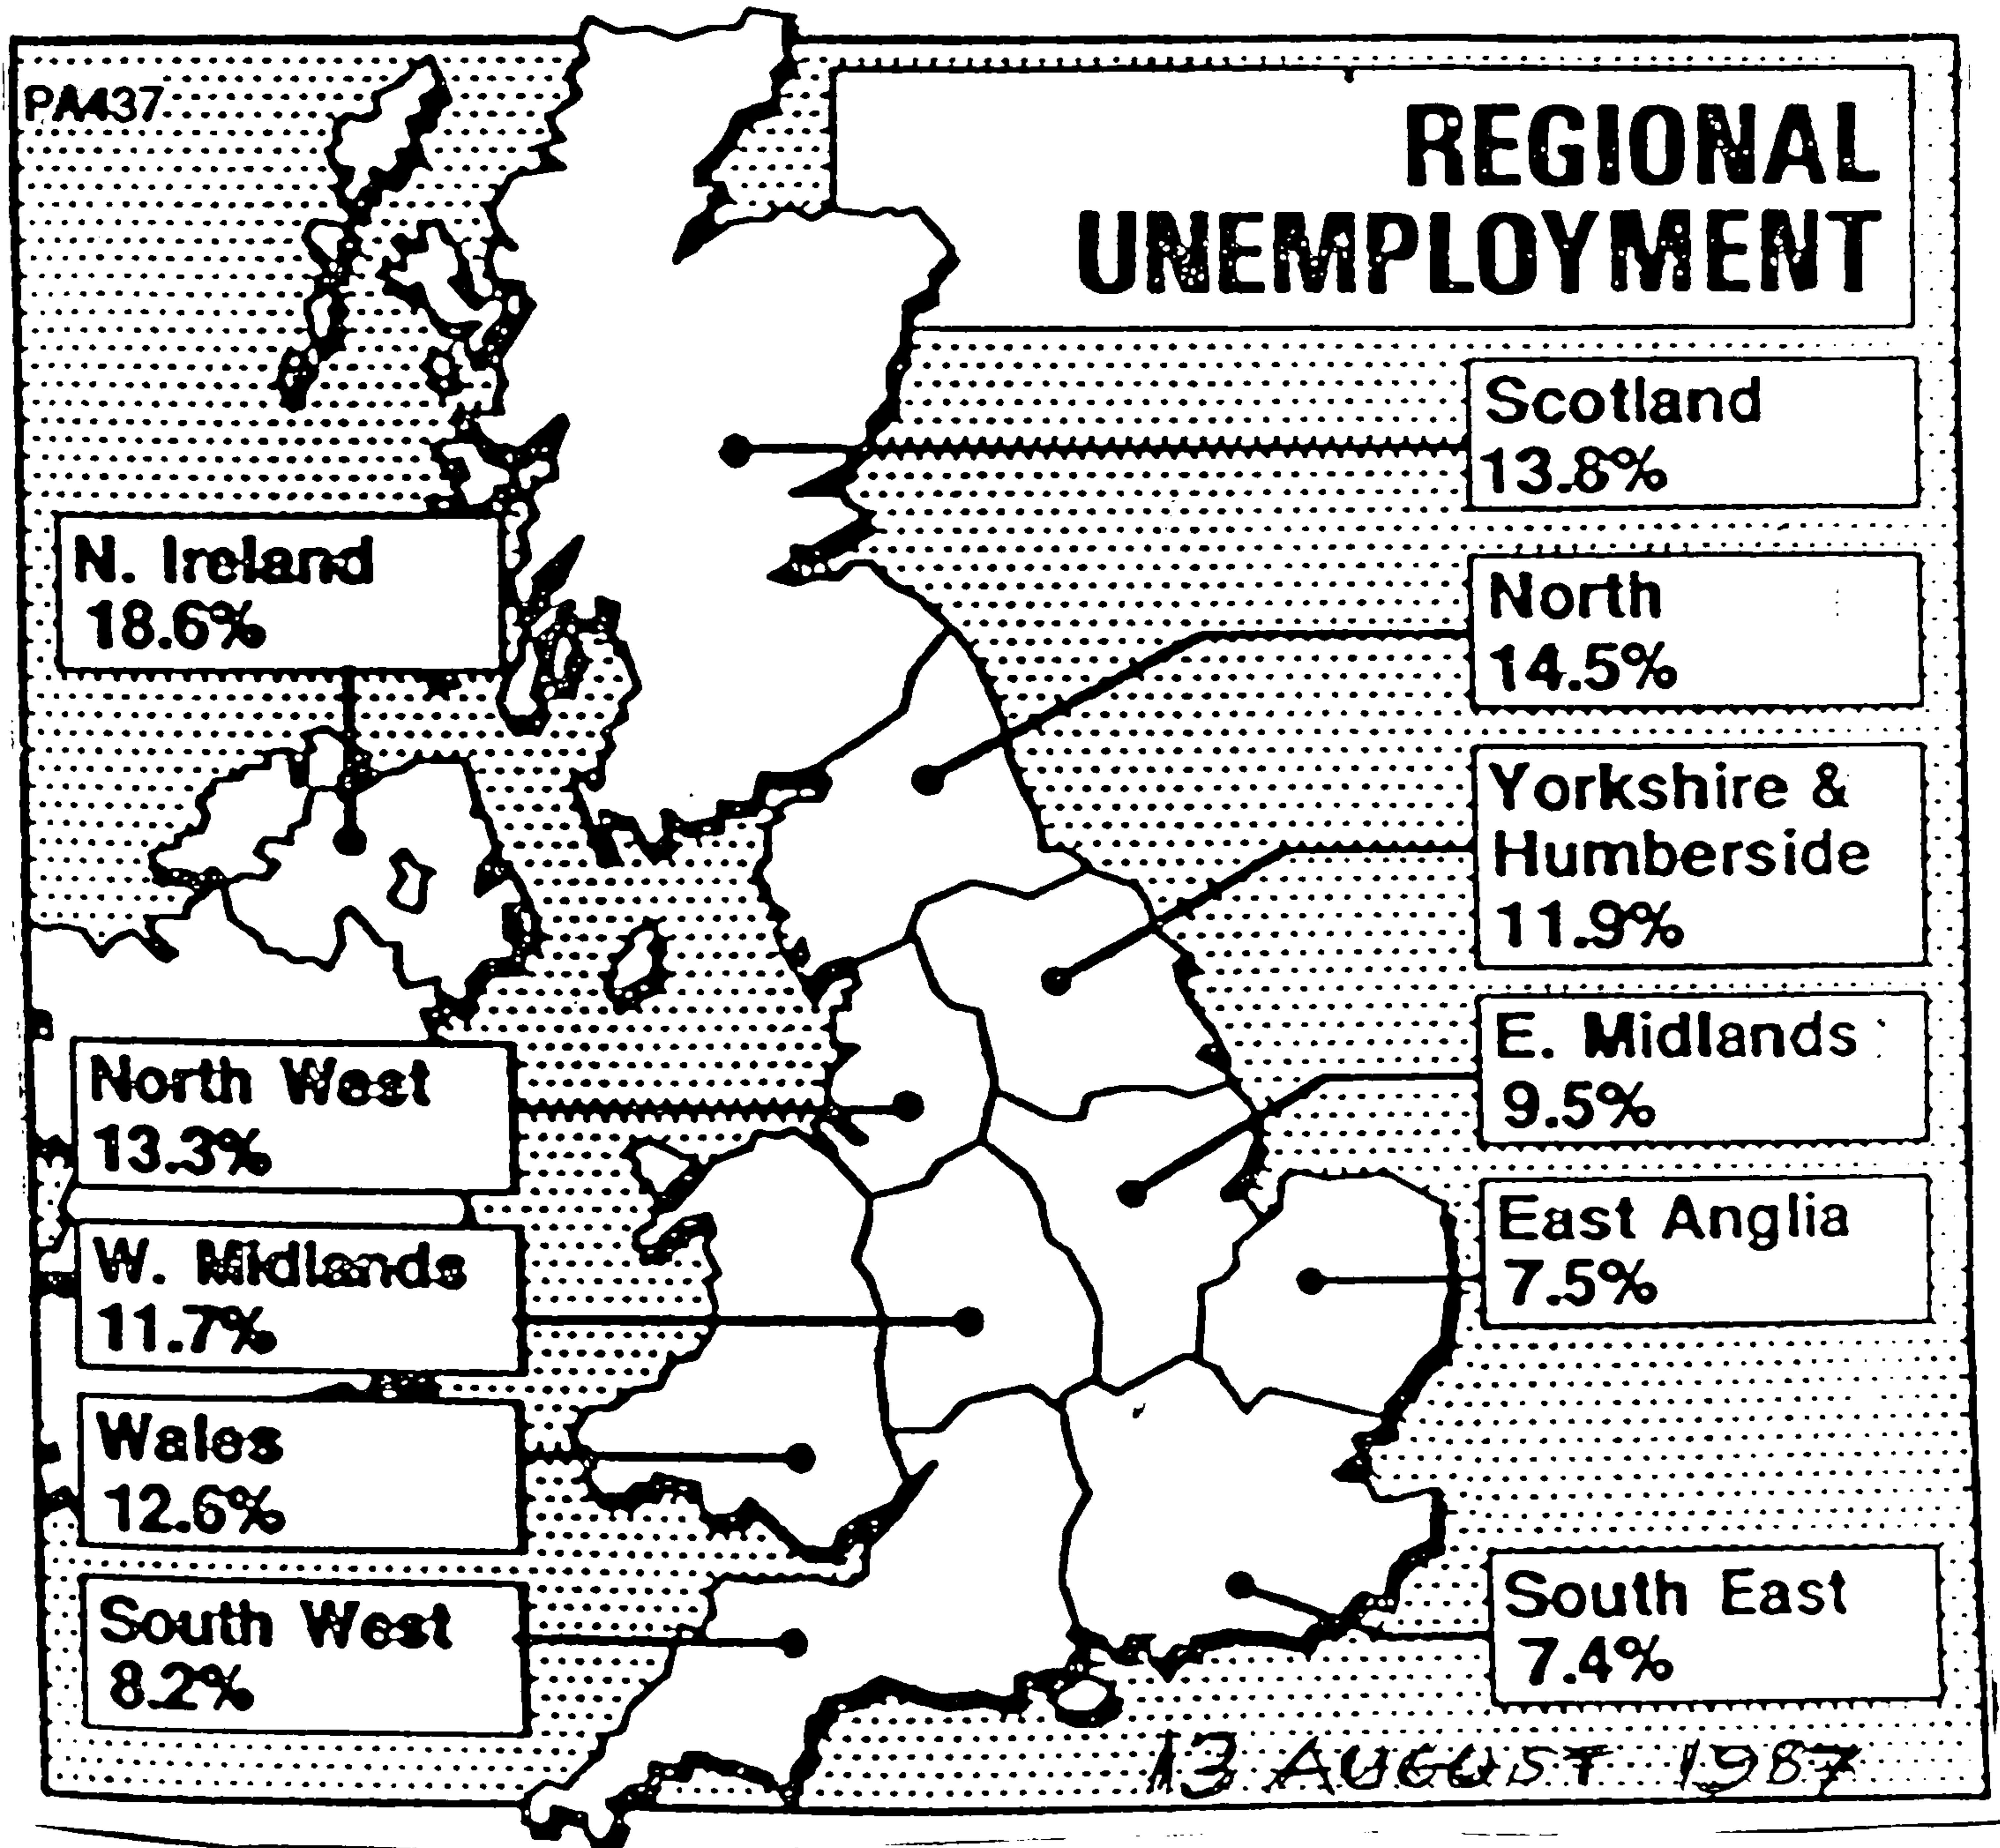 PA437
REGIONAL
UNEMPLOYMENT
Scotland
13.8%
N. Ireland
18.6%
North
14.5%
Yorkshire &
Humberside
11.9%
North West
13.3%
E. Midlands
9.5%
W. Midlands
11.7%
East Anglia
7.5%
Wales
12.6%
South West
8.2%
South East
7.4%
13 AUGUST 1987